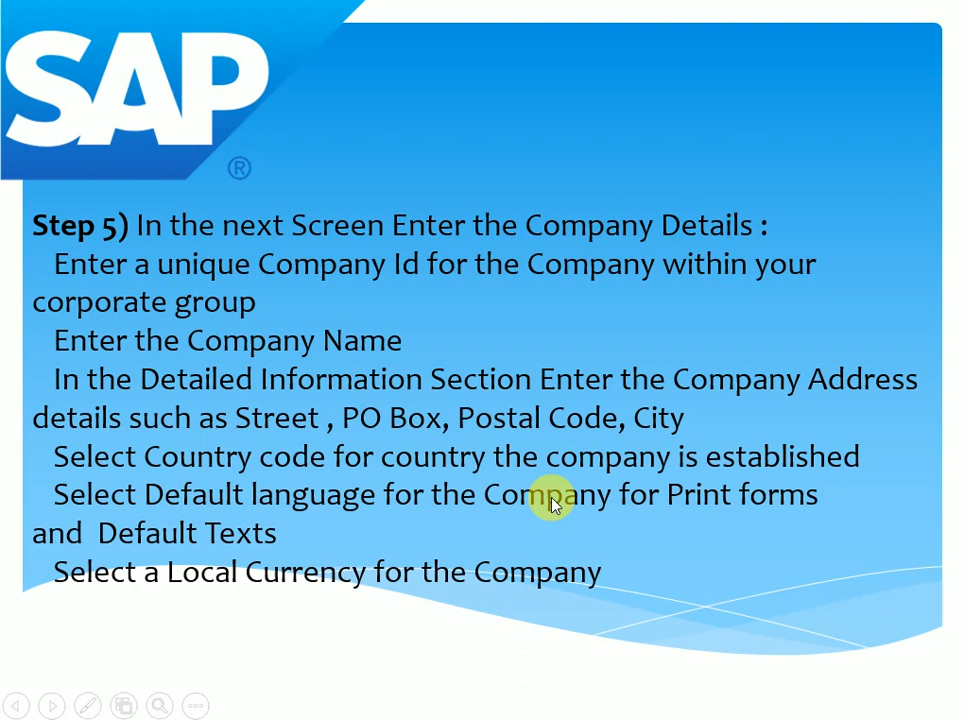 SAP
®
Step 5) In the next Screen Enter the Company Details :
Enter a unique Company Id for the Company within your
corporate group
Enter the Company Name
In the Detailed Information Section Enter the Company Address
details such as Street , PO Box, Postal Code, City
Select Country code for country the company is established
Select Default language for the Company for Print forms
and  Default Texts
Select a Local Currency for the Company